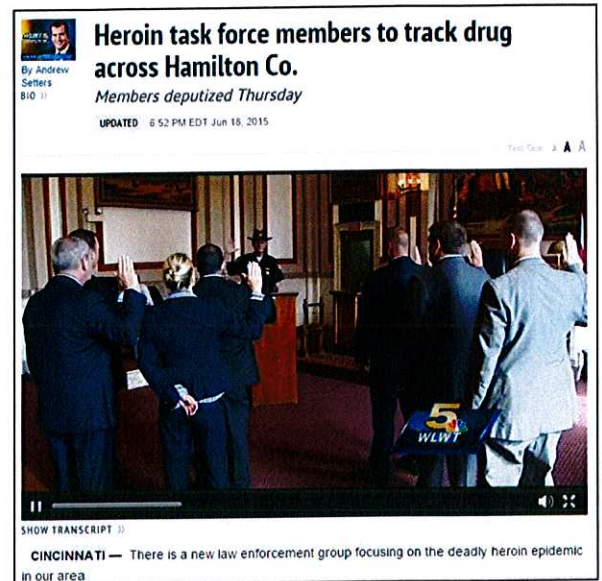 Heroin task force members to track drug
across Hamilton Co.
By Andrew
Setters
BIO
Members deputized Thursday
UPDATED 6:52 PM EDT Jun 18, 2015
Text Size A A A
5
WLWT
SHOW TRANSCRIPT
CINCINNATI — There is a new law enforcement group focusing on the deadly heroin epidemic
in our area